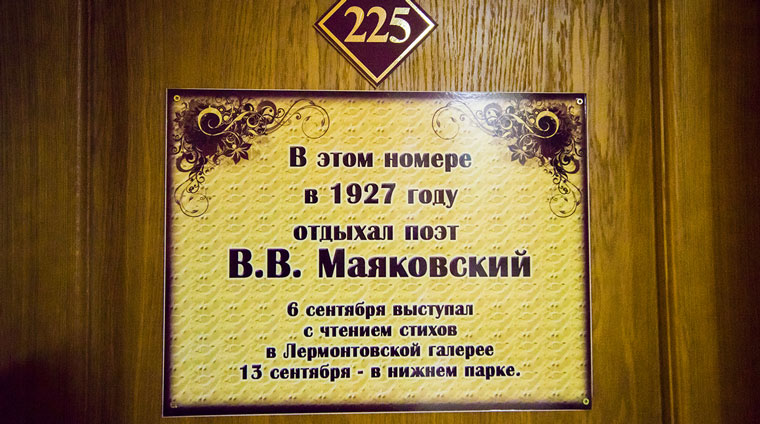 225
В этом номере
в 1927 году
отдыхал поэт
В.В. Маяковский
6 сентября выступал
с чтением стихов
в Лермонтовской галерее
13 сентября - в нижнем парке.